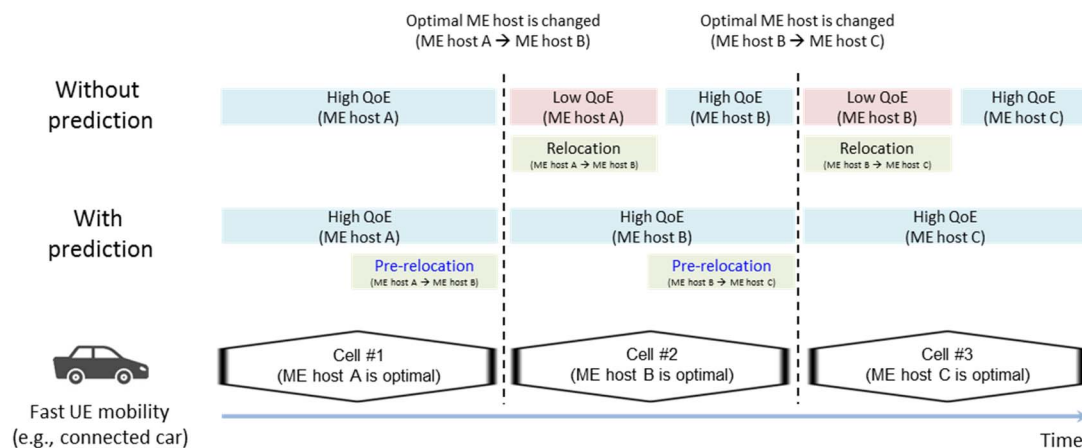 Optimal ME host is changed
(ME host A → ME host B)
Optimal ME host is changed
(ME host B → ME host C)
Without
prediction
High QoE
(ME host A)
Low QoE
(ME host A)
High QoE
(ME host B)
Low QoE
(ME host B)
High QoE
(ME host C)
Relocation
(ME host A → ME host B)
Relocation
(ME host B → ME host C)
With
prediction
High QoE
(ME host A)
High QoE
(ME host B)
High QoE
(ME host C)
Pre-relocation
(ME host A → ME host B)
Pre-relocation
(ME host B → ME host C)
Cell #1
(ME host A is optimal)
Cell #2
(ME host B is optimal)
Cell #3
(ME host C is optimal)
Fast UE mobility
(e.g., connected car)
Time